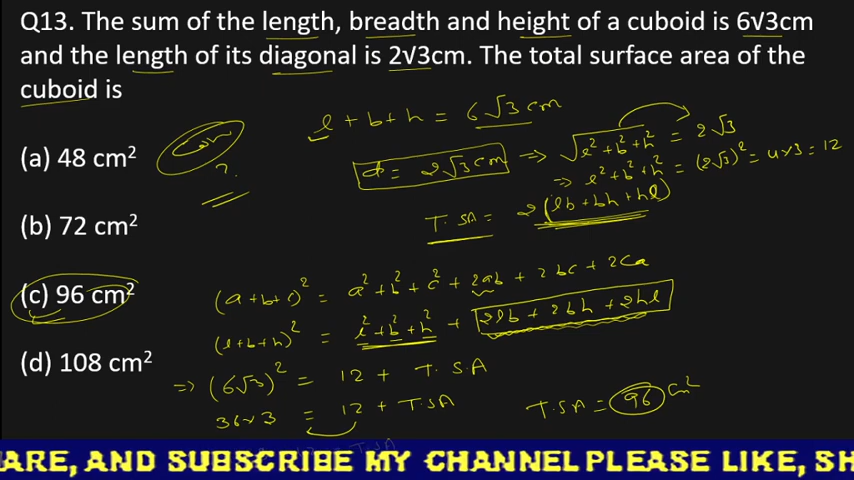 Q13. The sum of the length, breadth and height of a cuboid is 6√3cm
and the length of its diagonal is 2√3cm. The total surface area of the
cuboid is
l + b + h = 6√3 cm
(a) 48 cm²
?
d = 2√3 cm ⇒ √l² + b² + h² = 2√3
⇒ l² + b² + h² = (2√3)² = 4×3 = 12
T.SA = 2(lb + bh + hl)
(b) 72 cm²
(a+b+c)² = a² + b² + c² + 2ab + 2bc + 2ca
(c) 96 cm²
(l+b+h)² = l² + b² + h² + 2lb + 2bh + 2hl
(d) 108 cm²
⇒ (6√3)² = 12 + T.S.A
36×3 = 12 + T.SA
T.SA = 96 cm²
ARE, AND SUBSCRIBE MY CHANNEL PLEASE LIKE, SH